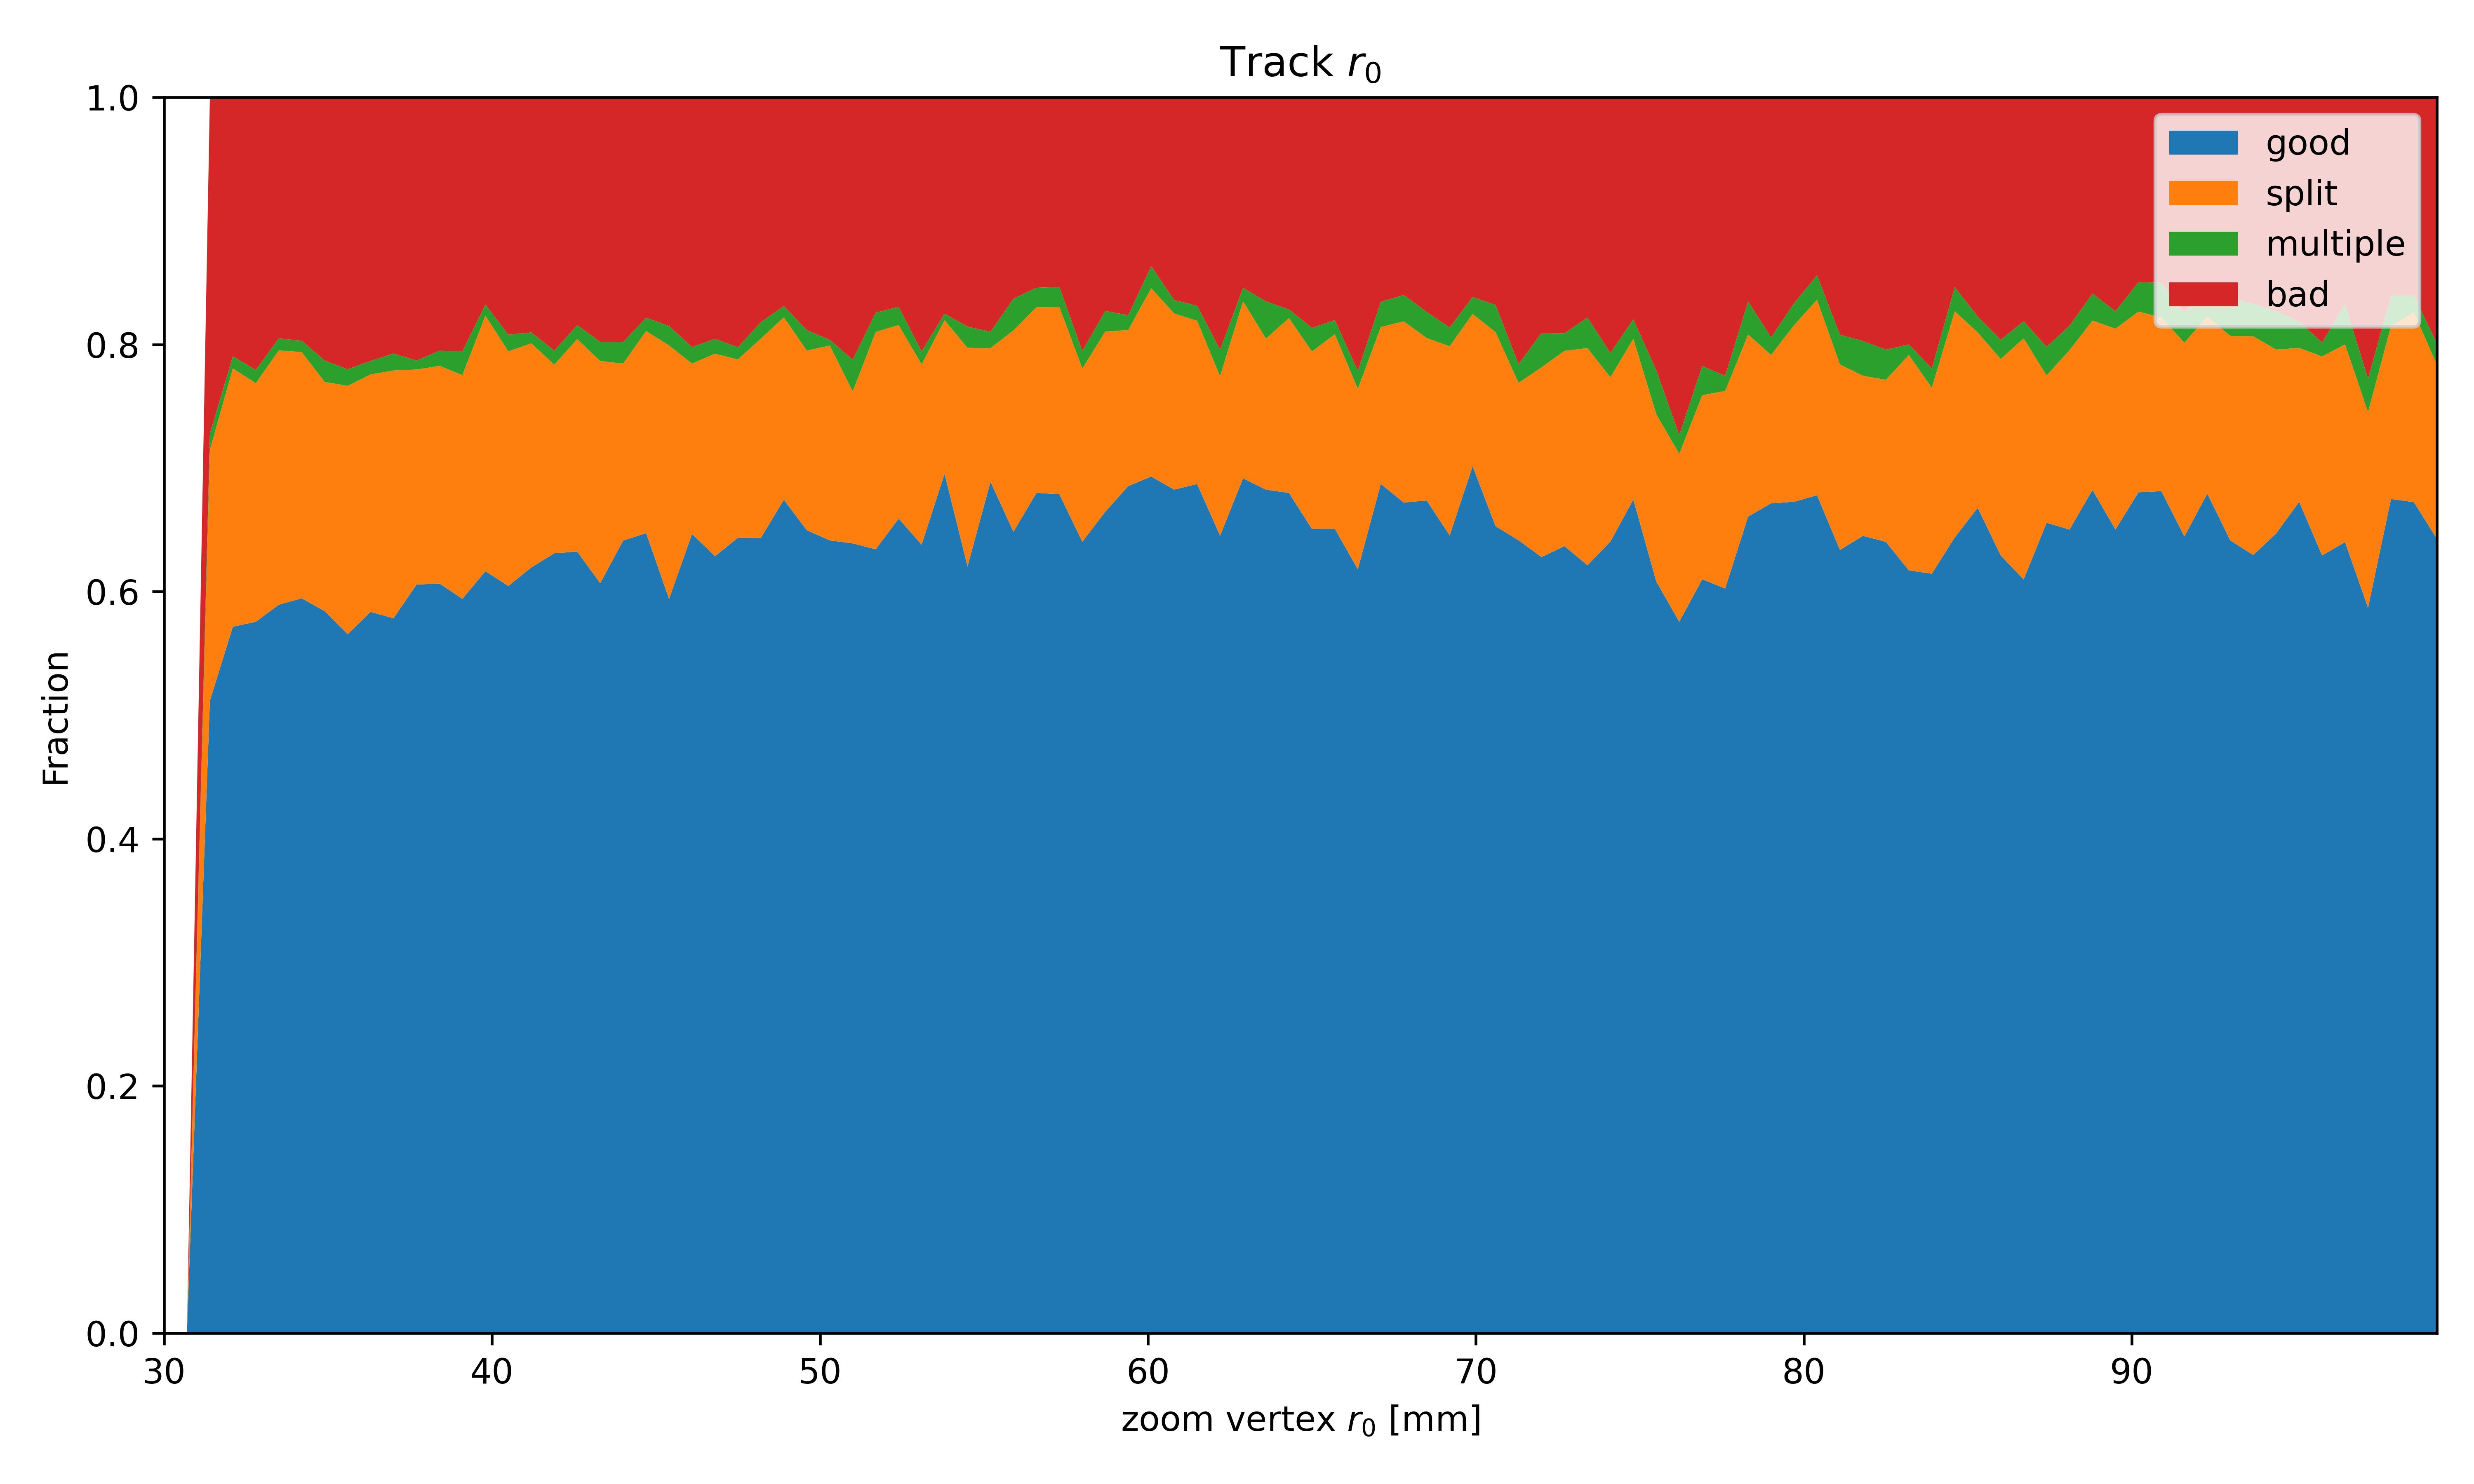 Track r₀
1.0
0.8
0.6
0.4
0.2
0.0
Fraction
good
split
multiple
bad
30 40 50 60 70 80 90
zoom vertex r₀ [mm]